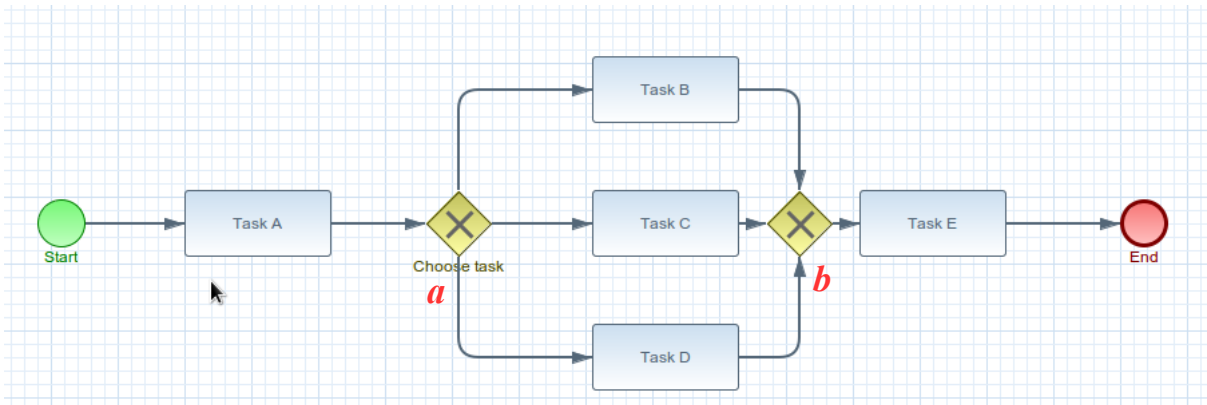 Task B
Task A
Task C
Task E
Start
Choose task
End
a
b
Task D